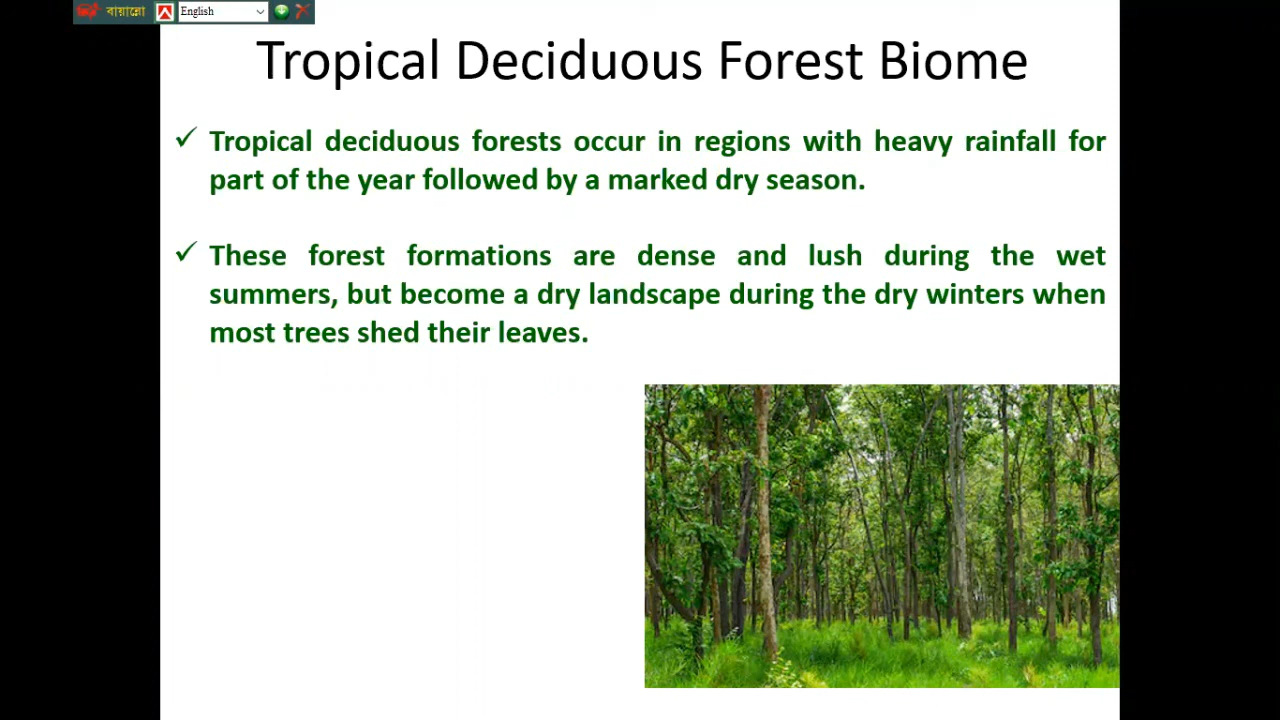 বায়ান্নো English
Tropical Deciduous Forest Biome
✓ Tropical deciduous forests occur in regions with heavy rainfall for
part of the year followed by a marked dry season.
✓ These forest formations are dense and lush during the wet
summers, but become a dry landscape during the dry winters when
most trees shed their leaves.